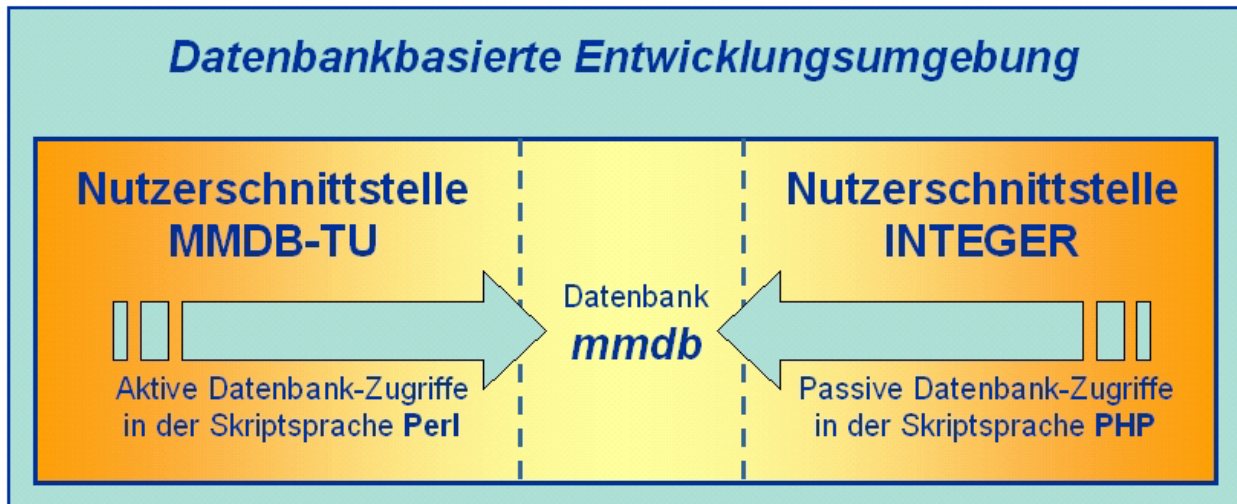 Datenbankbasierte Entwicklungsumgebung
Nutzerschnittstelle
MMDB-TU
Aktive Datenbank-Zugriffe
in der Skriptsprache Perl
Datenbank
mmdb
Nutzerschnittstelle
INTEGER
Passive Datenbank-Zugriffe
in der Skriptsprache PHP